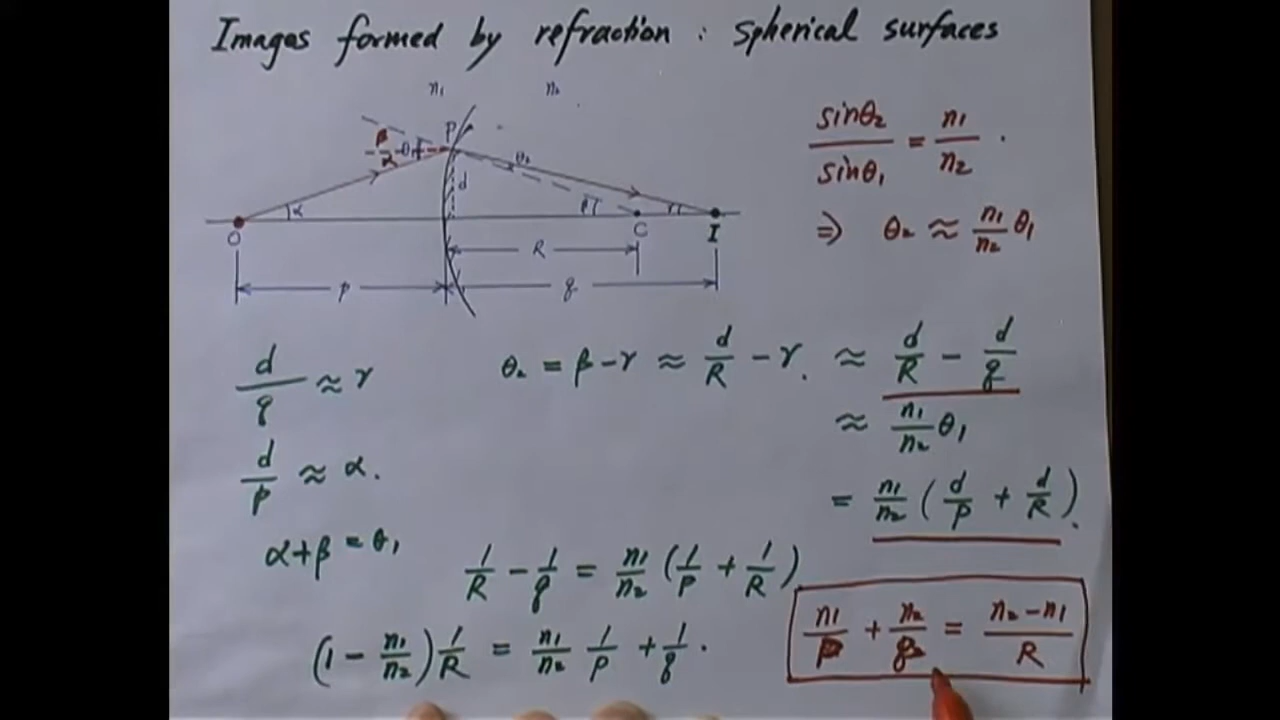 Images formed by refraction : Spherical surfaces
n₁ n₂
sinθ₂/sinθ₁ = n₁/n₂ .
P
β
α θ₁ θ₂
d
α β γ
O C I
⇒ θ₂ ≈ n₁/n₂ θ₁
R
p q
d/q ≈ γ
θ₂ = β − γ ≈ d/R − γ . ≈ d/R − d/q
≈ n₁/n₂ θ₁
d/p ≈ α .
= n₁/n₂ ( d/p + d/R ) .
α + β = θ₁
1/R − 1/q = n₁/n₂ ( 1/p + 1/R )
n₁/p + n₂/q = n₂ − n₁/R
(1 − n₁/n₂) 1/R = n₁/n₂ 1/p + 1/q .